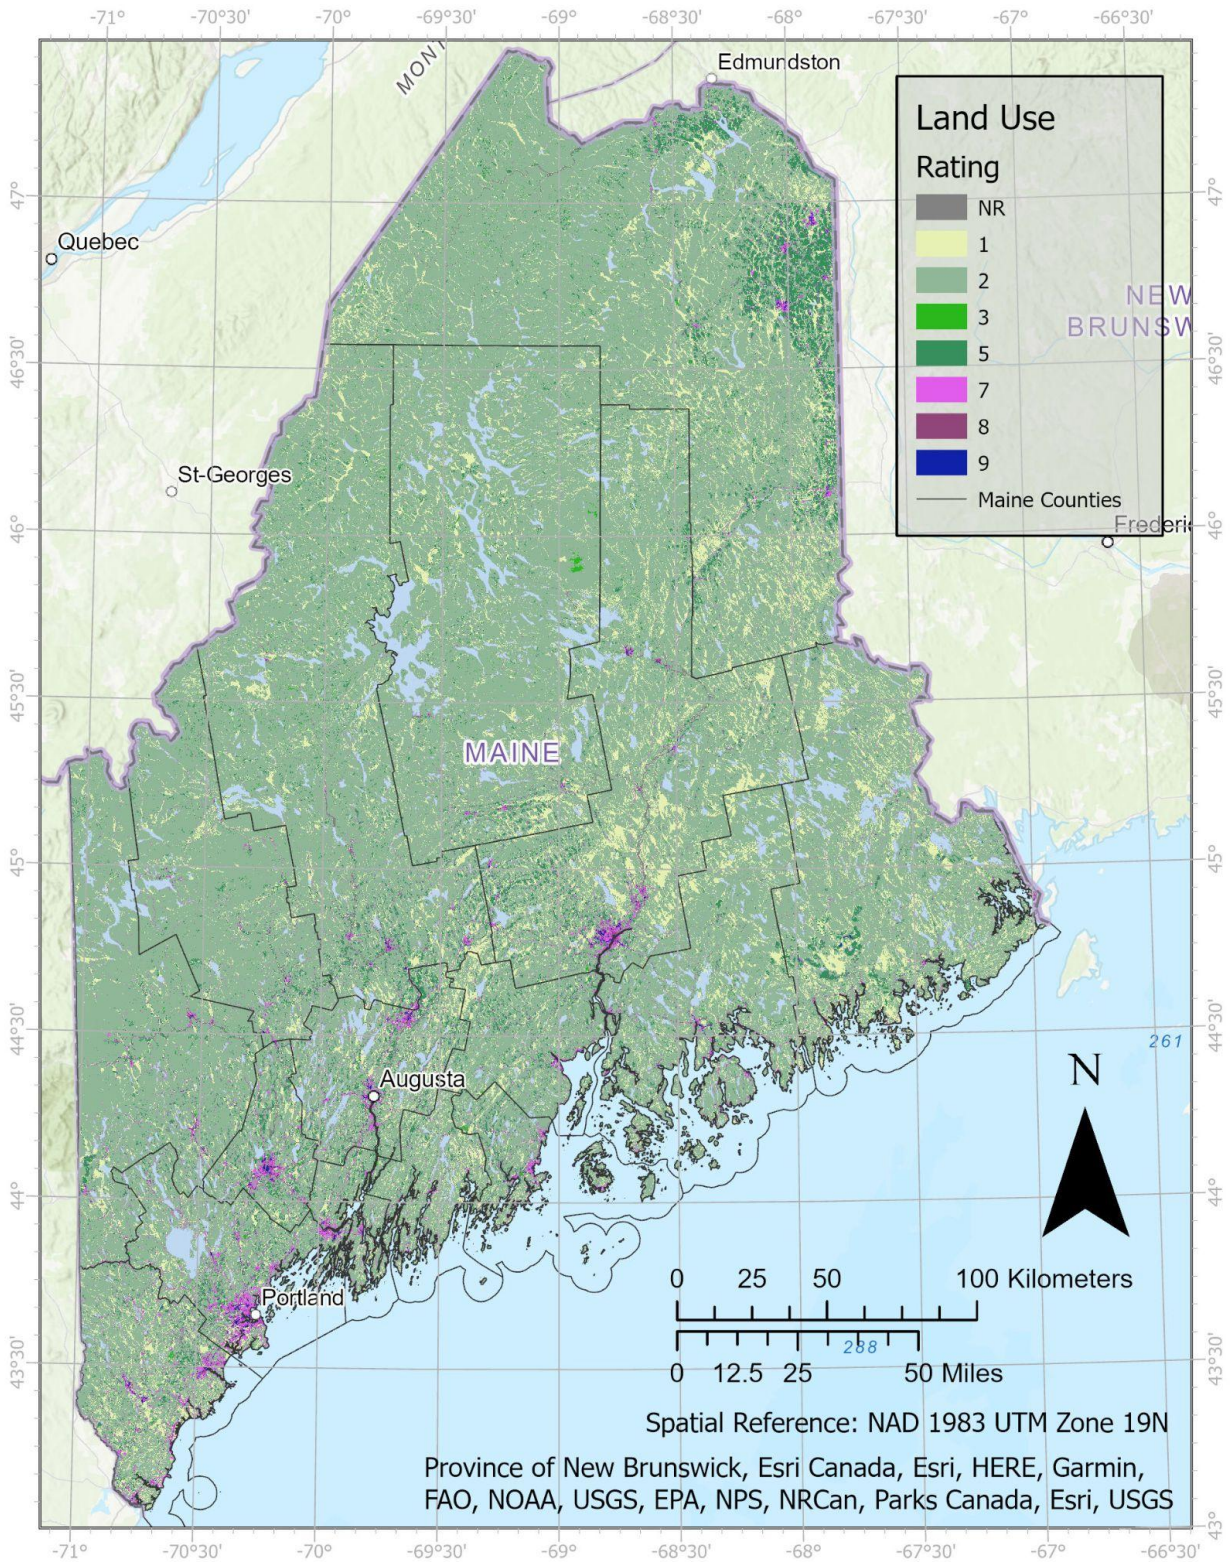 -71° -70°30' -70° -69°30' -69° -68°30' -68° -67°30' -67° -66°30'
MONT
Edmundston
Land Use
Rating
NR
1
2
3
5
7
8
9
Maine Counties
47°
47°
Quebec
NEW
BRUNSW
46°30'
46°30'
St-Georges
46°
46°
Frederic
45°30'
45°30'
MAINE
45°
45°
44°30'
44°30'
261
N
Augusta
44°
44°
0 25 50 100 Kilometers
Portland
288
0 12.5 25 50 Miles
43°30'
43°30'
Spatial Reference: NAD 1983 UTM Zone 19N
Province of New Brunswick, Esri Canada, Esri, HERE, Garmin,
FAO, NOAA, USGS, EPA, NPS, NRCan, Parks Canada, Esri, USGS
43°
-71° -70°30' -70° -69°30' -69° -68°30' -68° -67°30' -67° -66°30'